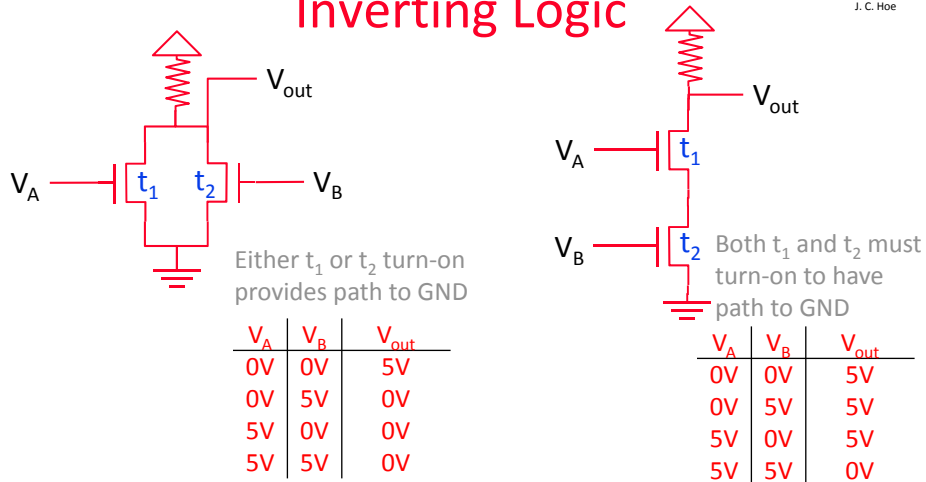 Inverting Logic
J. C. Hoe
Vout
VA
t1
t2
VB
Either t1 or t2 turn-on
provides path to GND
VA VB Vout
0V 0V 5V
0V 5V 0V
5V 0V 0V
5V 5V 0V
Vout
VA
t1
VB
t2
Both t1 and t2 must
turn-on to have
path to GND
VA VB Vout
0V 0V 5V
0V 5V 5V
5V 0V 5V
5V 5V 0V